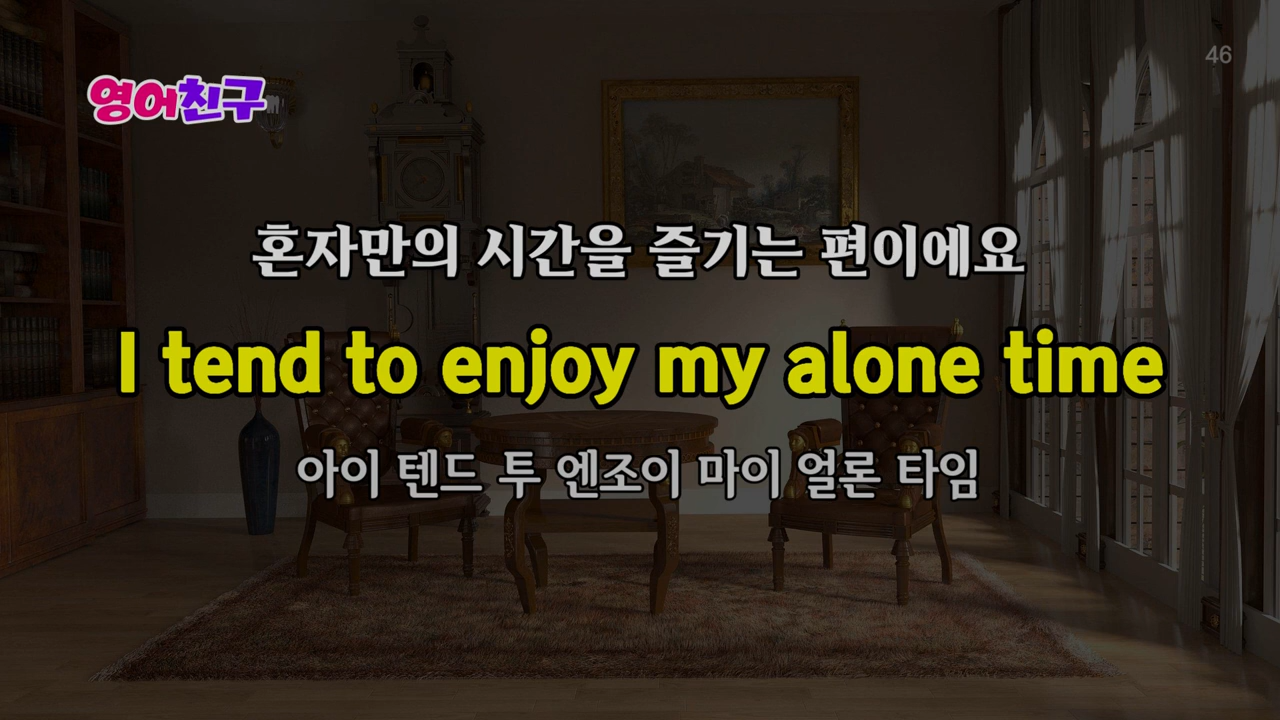 46
영어친구
혼자만의 시간을 즐기는 편이에요
I tend to enjoy my alone time
아이 텐드 투 엔조이 마이 얼론 타임